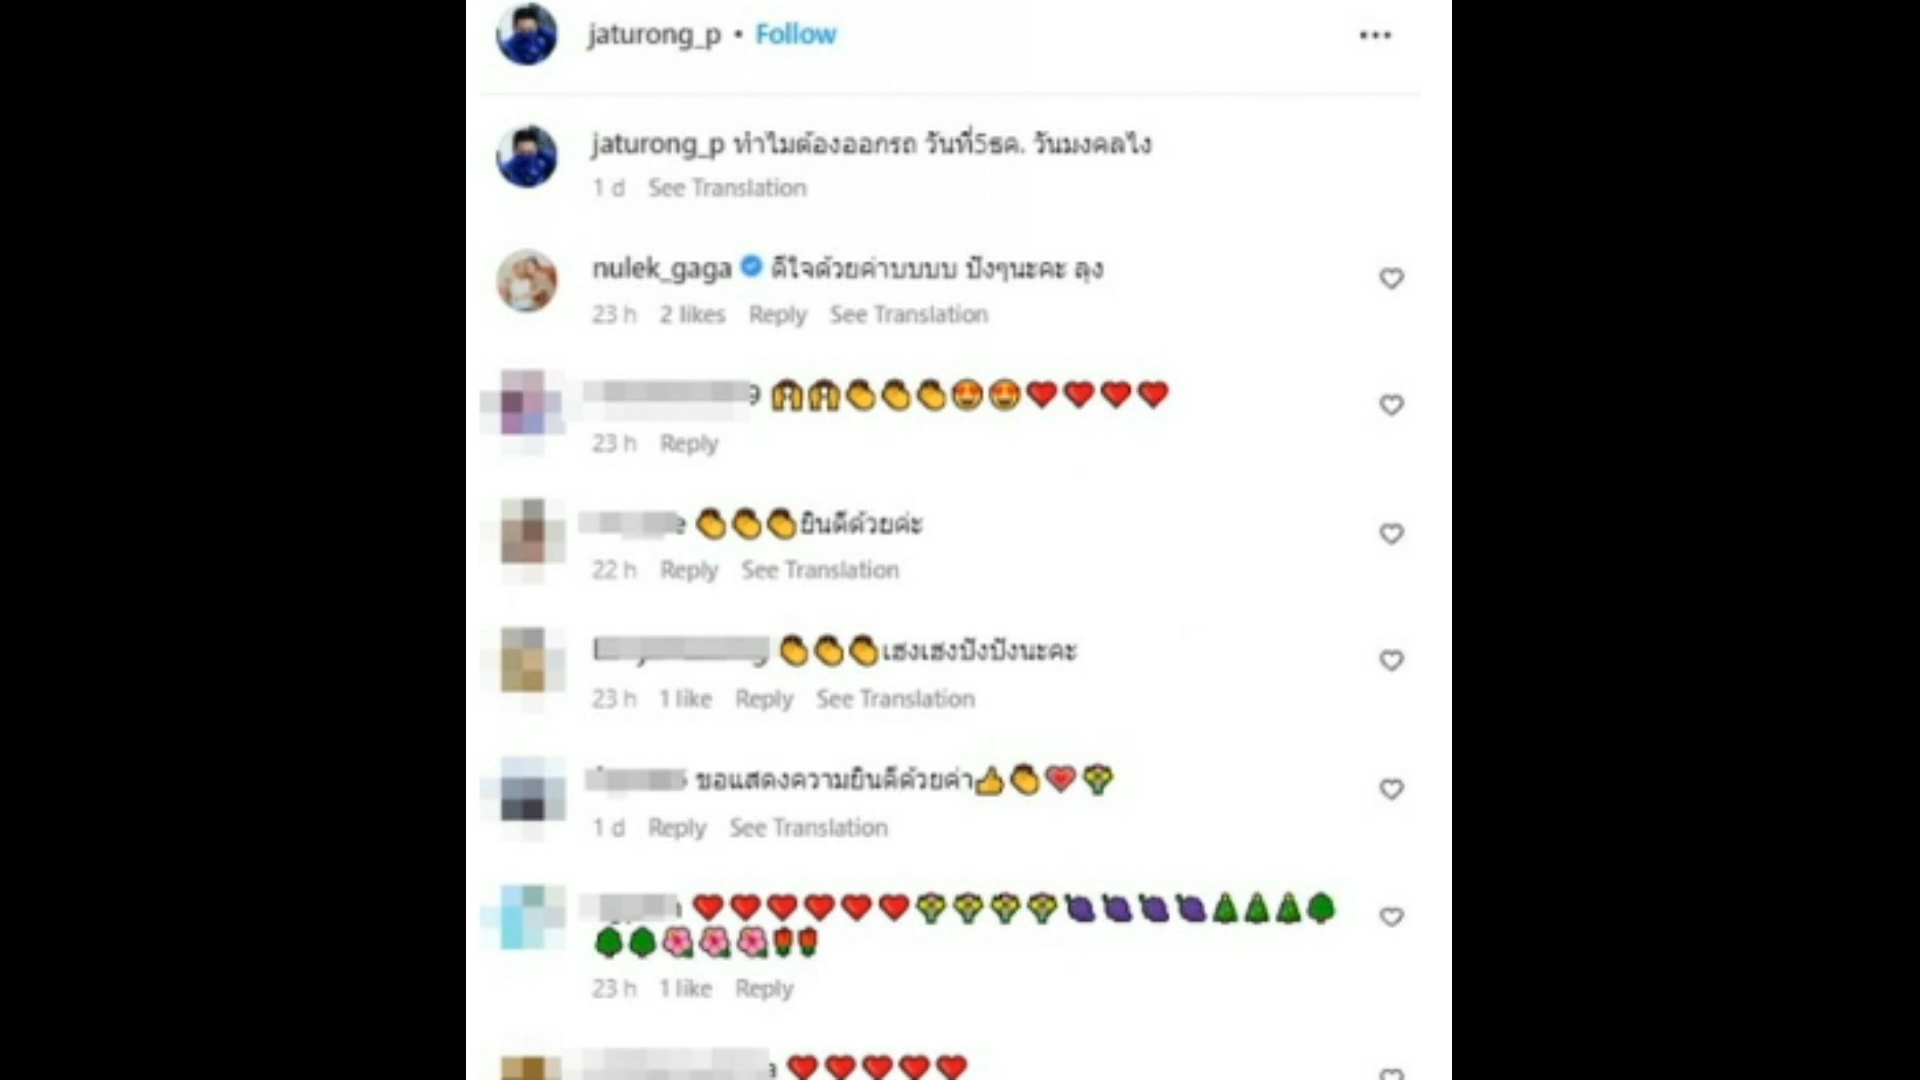 jaturong_p • Follow
jaturong_p ทำไมต้องออกรถ วันที่5ธค. วันมงคลไง
1 d See Translation
nulek_gaga ดีใจด้วยค่าบบบบ ปังๆนะคะ ลุง
23 h 2 likes Reply See Translation
🙌🙌👏👏👏😍😍❤️❤️❤️❤️
23 h Reply
👏👏👏ยินดีด้วยค่ะ
22 h Reply See Translation
👏👏👏เฮงเฮงปังปังนะคะ
23 h 1 like Reply See Translation
ขอแสดงความยินดีด้วยค่า👍👏💗💐
1 d Reply See Translation
❤️❤️❤️❤️❤️❤️💐💐💐💐🍇🍇🍇🍇🌲🌲🌲🌳
🌳🌳🌺🌺🌺🌷🌷
23 h 1 like Reply
❤️❤️❤️❤️❤️